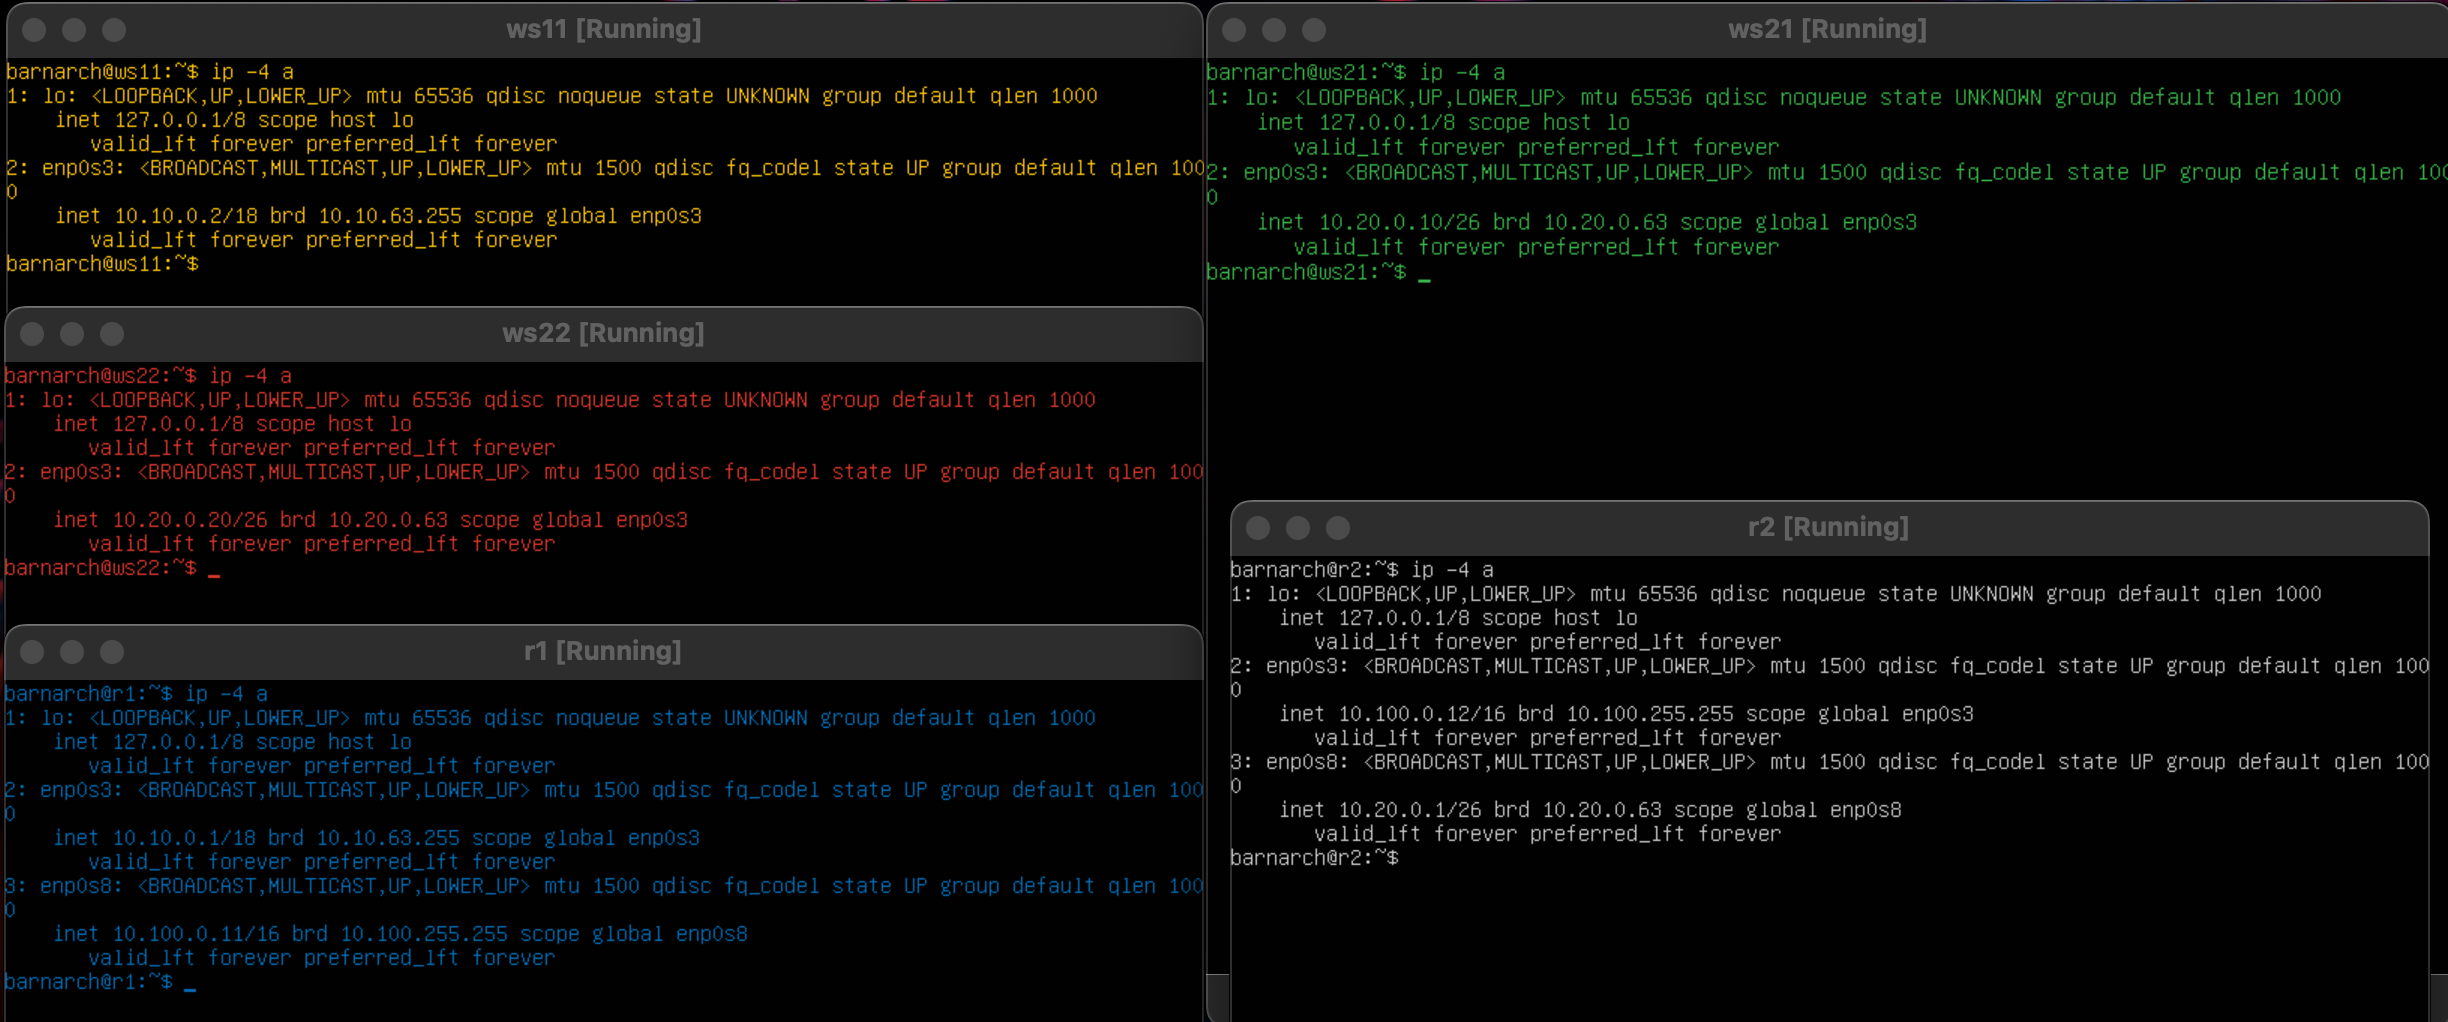 ws11 [Running]
barnarch@ws11:~$ ip -4 a
1: lo: <LOOPBACK,UP,LOWER_UP> mtu 65536 qdisc noqueue state UNKNOWN group default qlen 1000
    inet 127.0.0.1/8 scope host lo
       valid_lft forever preferred_lft forever
2: enp0s3: <BROADCAST,MULTICAST,UP,LOWER_UP> mtu 1500 qdisc fq_codel state UP group default qlen 100
0
    inet 10.10.0.2/18 brd 10.10.63.255 scope global enp0s3
       valid_lft forever preferred_lft forever
barnarch@ws11:~$
ws21 [Running]
barnarch@ws21:~$ ip -4 a
1: lo: <LOOPBACK,UP,LOWER_UP> mtu 65536 qdisc noqueue state UNKNOWN group default qlen 1000
    inet 127.0.0.1/8 scope host lo
       valid_lft forever preferred_lft forever
2: enp0s3: <BROADCAST,MULTICAST,UP,LOWER_UP> mtu 1500 qdisc fq_codel state UP group default qlen 100
0
    inet 10.20.0.10/26 brd 10.20.0.63 scope global enp0s3
       valid_lft forever preferred_lft forever
barnarch@ws21:~$ _
ws22 [Running]
barnarch@ws22:~$ ip -4 a
1: lo: <LOOPBACK,UP,LOWER_UP> mtu 65536 qdisc noqueue state UNKNOWN group default qlen 1000
    inet 127.0.0.1/8 scope host lo
       valid_lft forever preferred_lft forever
2: enp0s3: <BROADCAST,MULTICAST,UP,LOWER_UP> mtu 1500 qdisc fq_codel state UP group default qlen 100
0
    inet 10.20.0.20/26 brd 10.20.0.63 scope global enp0s3
       valid_lft forever preferred_lft forever
barnarch@ws22:~$ _
r1 [Running]
barnarch@r1:~$ ip -4 a
1: lo: <LOOPBACK,UP,LOWER_UP> mtu 65536 qdisc noqueue state UNKNOWN group default qlen 1000
    inet 127.0.0.1/8 scope host lo
       valid_lft forever preferred_lft forever
2: enp0s3: <BROADCAST,MULTICAST,UP,LOWER_UP> mtu 1500 qdisc fq_codel state UP group default qlen 100
0
    inet 10.10.0.1/18 brd 10.10.63.255 scope global enp0s3
       valid_lft forever preferred_lft forever
3: enp0s8: <BROADCAST,MULTICAST,UP,LOWER_UP> mtu 1500 qdisc fq_codel state UP group default qlen 100
0
    inet 10.100.0.11/16 brd 10.100.255.255 scope global enp0s8
       valid_lft forever preferred_lft forever
barnarch@r1:~$ _
r2 [Running]
barnarch@r2:~$ ip -4 a
1: lo: <LOOPBACK,UP,LOWER_UP> mtu 65536 qdisc noqueue state UNKNOWN group default qlen 1000
    inet 127.0.0.1/8 scope host lo
       valid_lft forever preferred_lft forever
2: enp0s3: <BROADCAST,MULTICAST,UP,LOWER_UP> mtu 1500 qdisc fq_codel state UP group default qlen 100
0
    inet 10.100.0.12/16 brd 10.100.255.255 scope global enp0s3
       valid_lft forever preferred_lft forever
3: enp0s8: <BROADCAST,MULTICAST,UP,LOWER_UP> mtu 1500 qdisc fq_codel state UP group default qlen 100
0
    inet 10.20.0.1/26 brd 10.20.0.63 scope global enp0s8
       valid_lft forever preferred_lft forever
barnarch@r2:~$